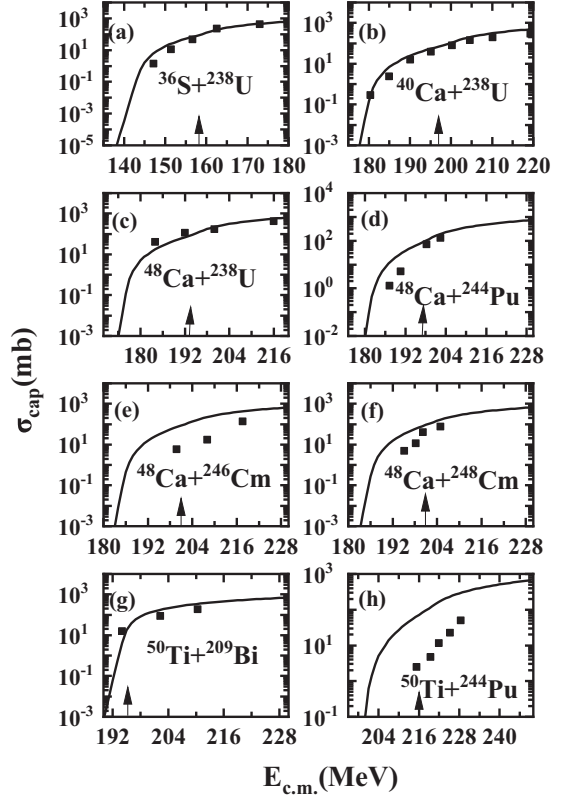 (a)
³⁶S+²³⁸U
10³
10¹
10⁻¹
10⁻³
10⁻⁵
140 150 160 170 180
(b)
⁴⁰Ca+²³⁸U
10³
10¹
10⁻¹
10⁻³
180 190 200 210 220
(c)
⁴⁸Ca+²³⁸U
10³
10¹
10⁻¹
10⁻³
180 192 204 216
(d)
⁴⁸Ca+²⁴⁴Pu
10⁴
10²
10⁰
10⁻²
180 192 204 216 228
(e)
⁴⁸Ca+²⁴⁶Cm
10³
10¹
10⁻¹
10⁻³
180 192 204 216 228
(f)
⁴⁸Ca+²⁴⁸Cm
10³
10¹
10⁻¹
10⁻³
180 192 204 216 228
(g)
⁵⁰Ti+²⁰⁹Bi
10³
10¹
10⁻¹
10⁻³
192 204 216 228
(h)
⁵⁰Ti+²⁴⁴Pu
10³
10¹
10⁻¹
204 216 228 240
σcap(mb)
Ec.m.(MeV)